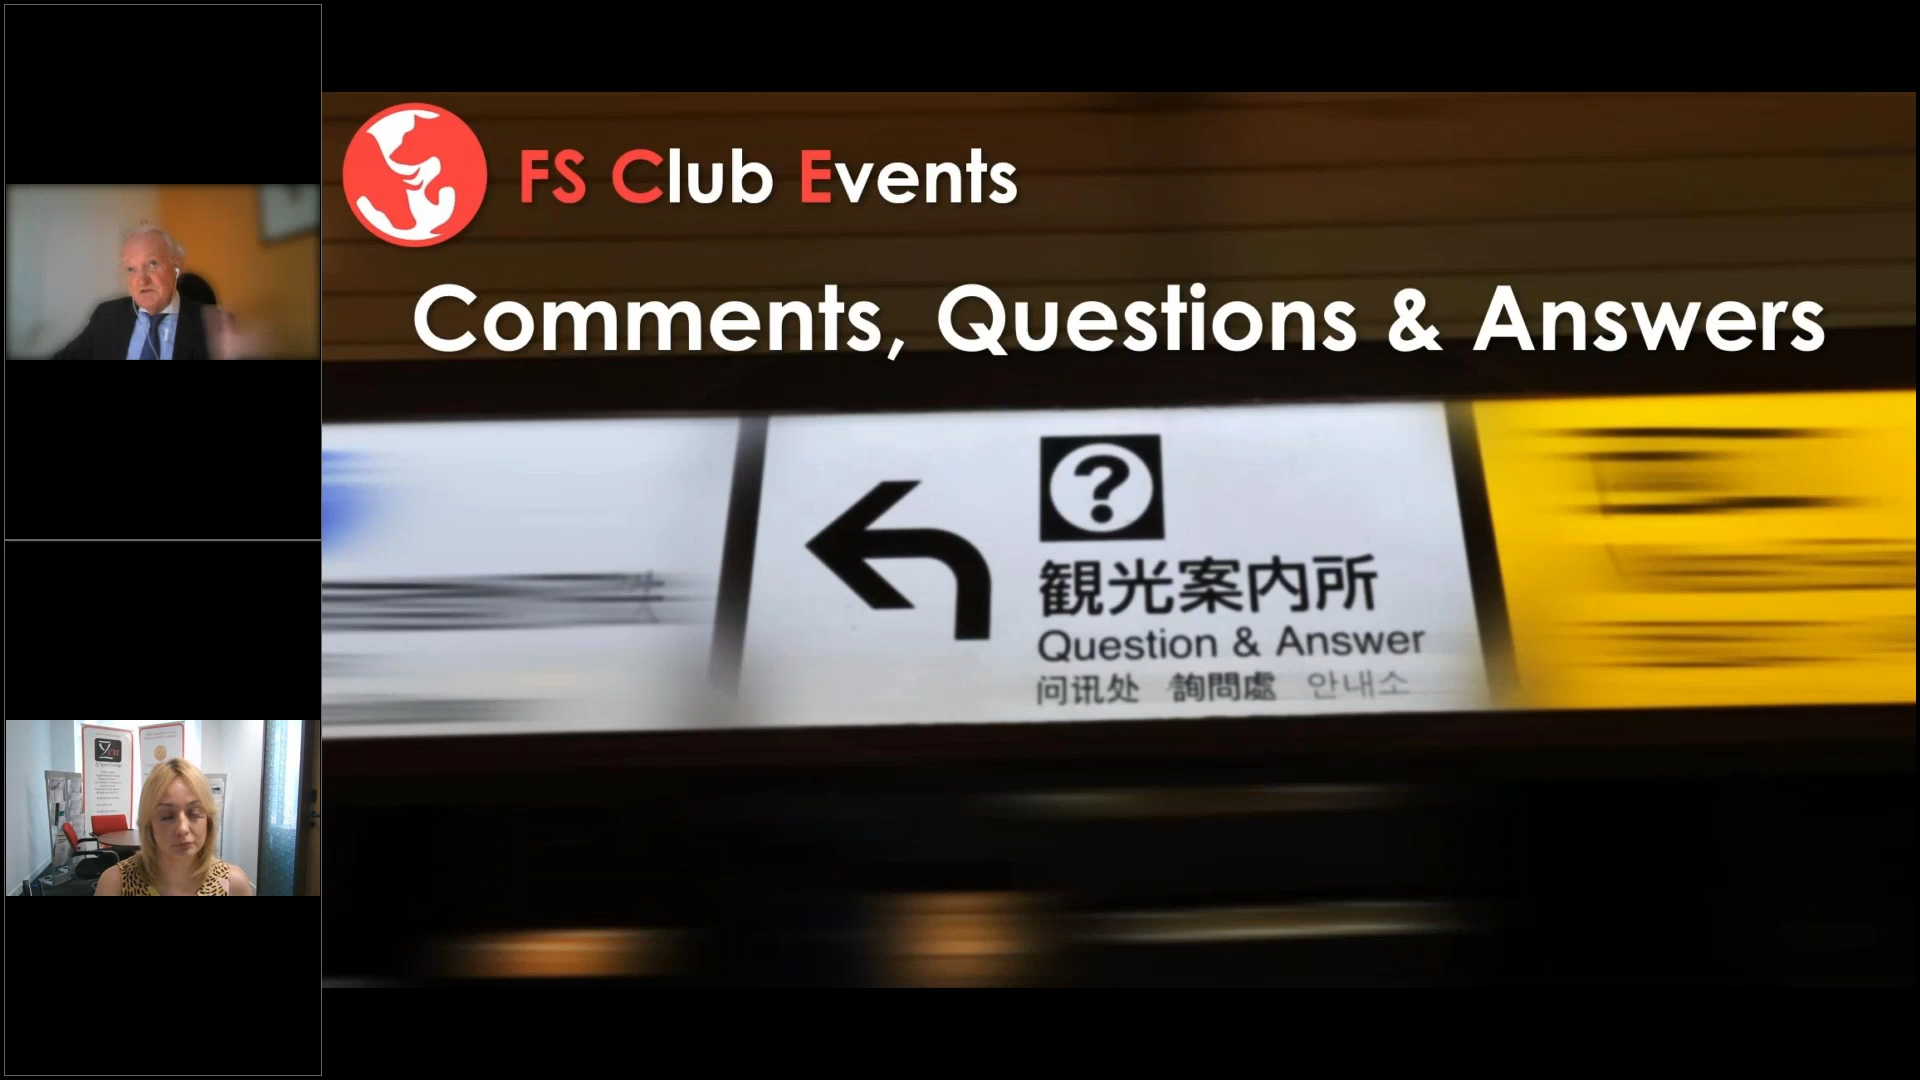 FS Club Events
Comments, Questions & Answers
?
観光案内所
Question & Answer
问讯处 詢問處 안내소
Yen